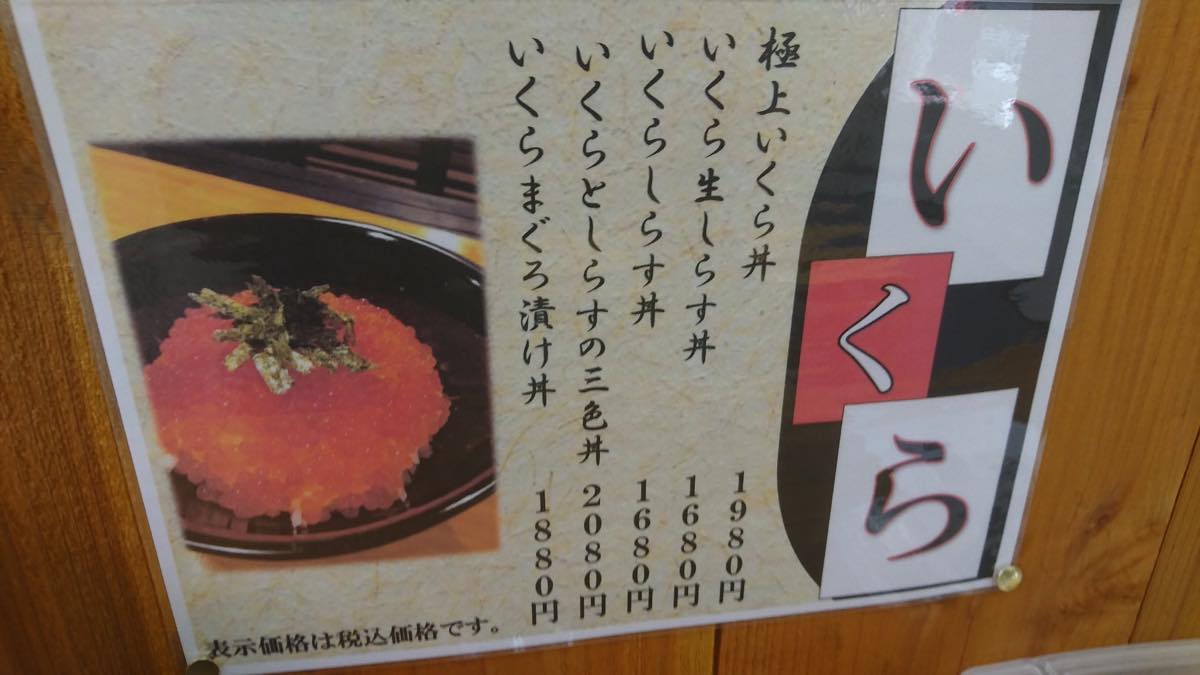 いくら
極上いくら丼 1980円
いくら生しらす丼 1680円
いくらしらす丼 1680円
いくらとしらすの三色丼 2080円
いくらまぐろ漬け丼 1880円
表示価格は税込価格です。